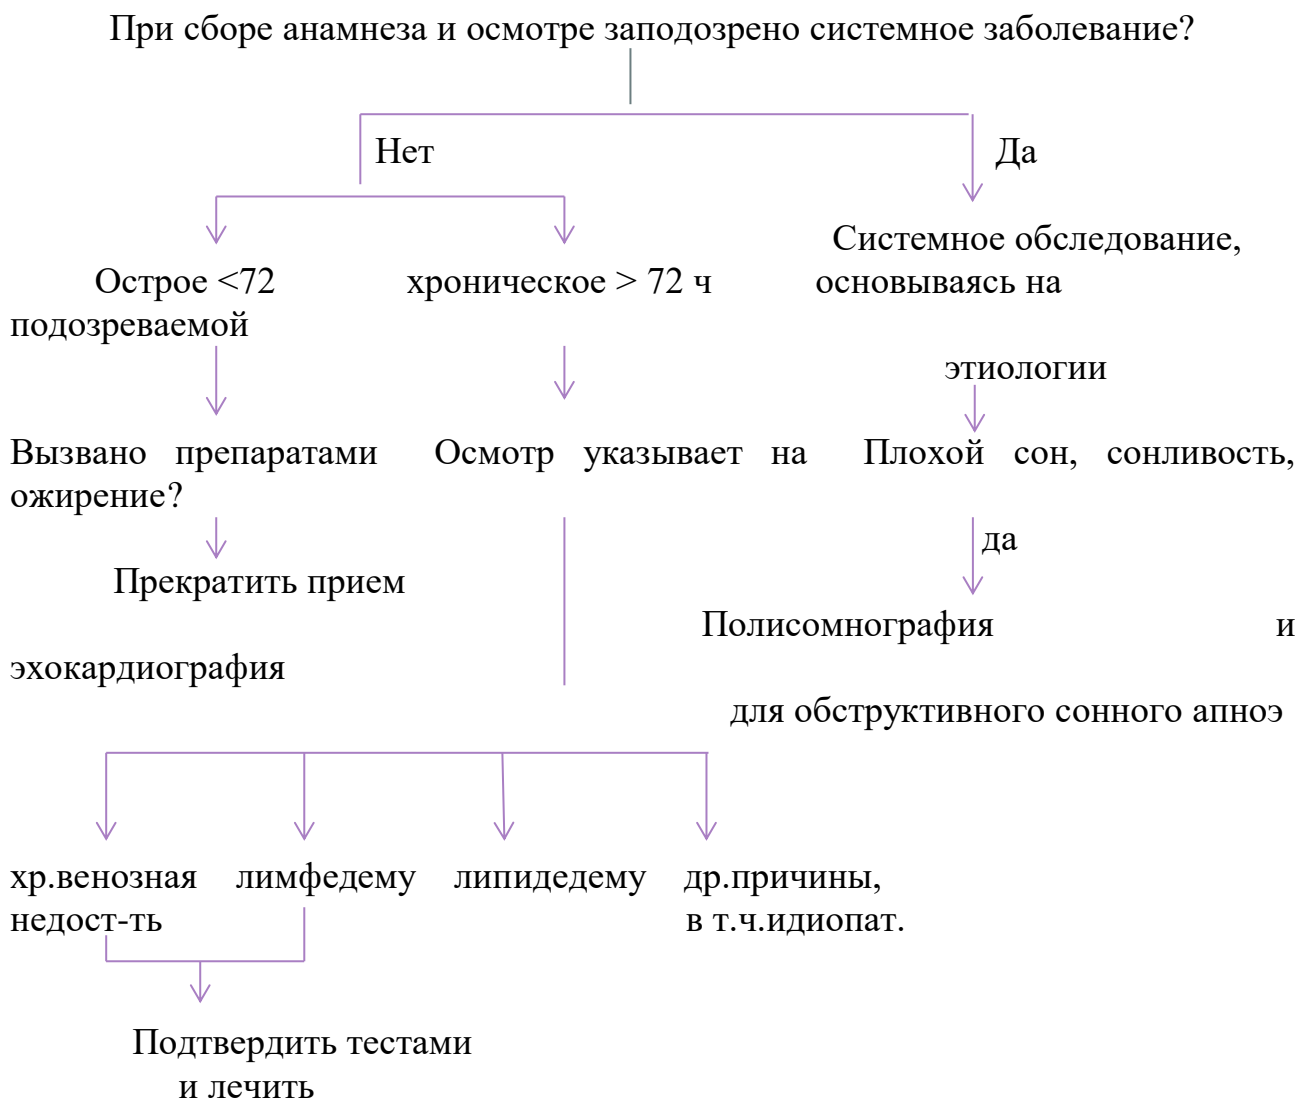 При сборе анамнеза и осмотре заподозрено системное заболевание?
Нет Да
Системное обследование,
Острое <72 хроническое > 72 ч основываясь на
подозреваемой
этиологии
Вызвано препаратами Осмотр указывает на Плохой сон, сонливость,
ожирение?
да
Прекратить прием
Полисомнография и
эхокардиография
для обструктивного сонного апноэ
хр.венозная лимфедему липидедему др.причины,
недост-ть в т.ч.идиопат.
Подтвердить тестами
и лечить